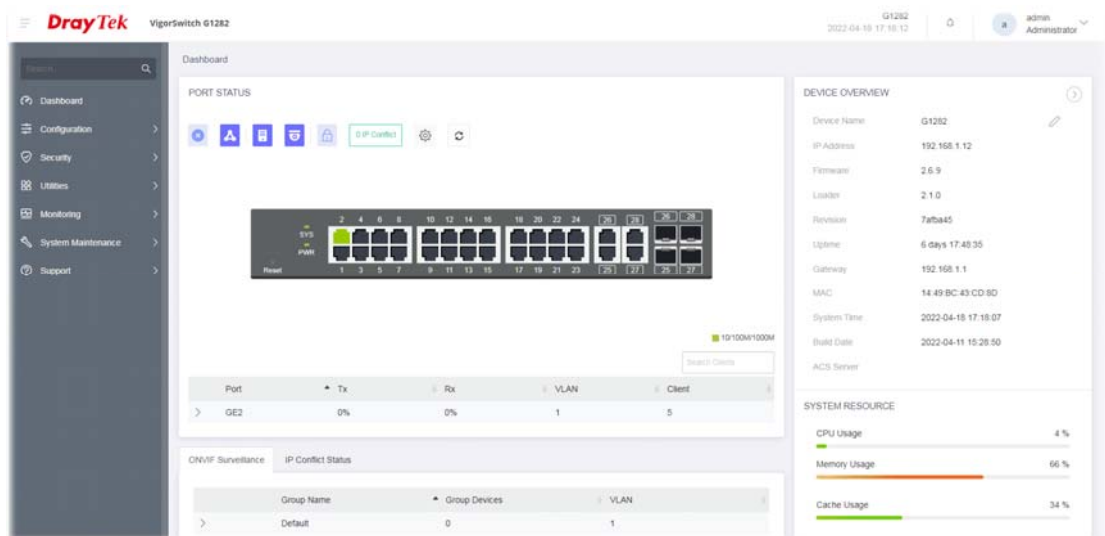 DrayTek VigorSwitch G1282
G1282
2022-04-18 17:18:12
a
admin
Administrator
Search
Dashboard
Configuration
Security
Utilities
Monitoring
System Maintenance
Support
Dashboard
PORT STATUS
0 IP Conflict
2 4 6 8 10 12 14 16 18 20 22 24 26 28 26 28
SYS
PWR
Reset 1 3 5 7 9 11 13 15 17 19 21 23 25 27 25 27
10/100M/1000M
Search Clients
Port Tx Rx VLAN Client
GE2 0% 0% 1 5
ONVIF Surveillance IP Conflict Status
Group Name Group Devices VLAN
Default 0 1
DEVICE OVERVIEW
Device Name G1282
IP Address 192.168.1.12
Firmware 2.6.9
Loader 2.1.0
Revision 7afba45
Uptime 6 days 17:48:35
Gateway 192.168.1.1
MAC 14:49:BC:43:CD:8D
System Time 2022-04-18 17:18:07
Build Date 2022-04-11 15:28:50
ACS Server
SYSTEM RESOURCE
CPU Usage 4 %
Memory Usage 66 %
Cache Usage 34 %